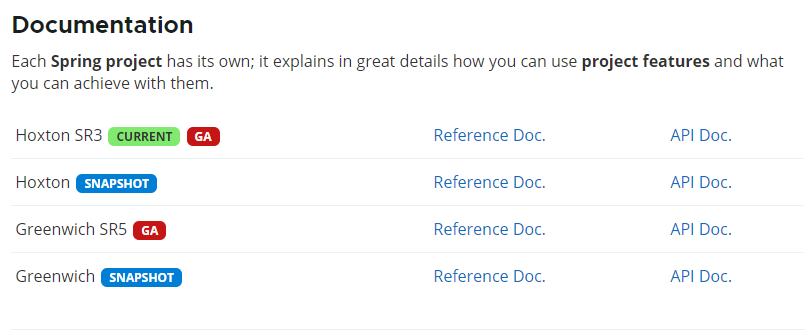 Documentation
Each Spring project has its own; it explains in great details how you can use project features and what
you can achieve with them.
Hoxton SR3 CURRENT GA Reference Doc. API Doc.
Hoxton SNAPSHOT Reference Doc. API Doc.
Greenwich SR5 GA Reference Doc. API Doc.
Greenwich SNAPSHOT Reference Doc. API Doc.